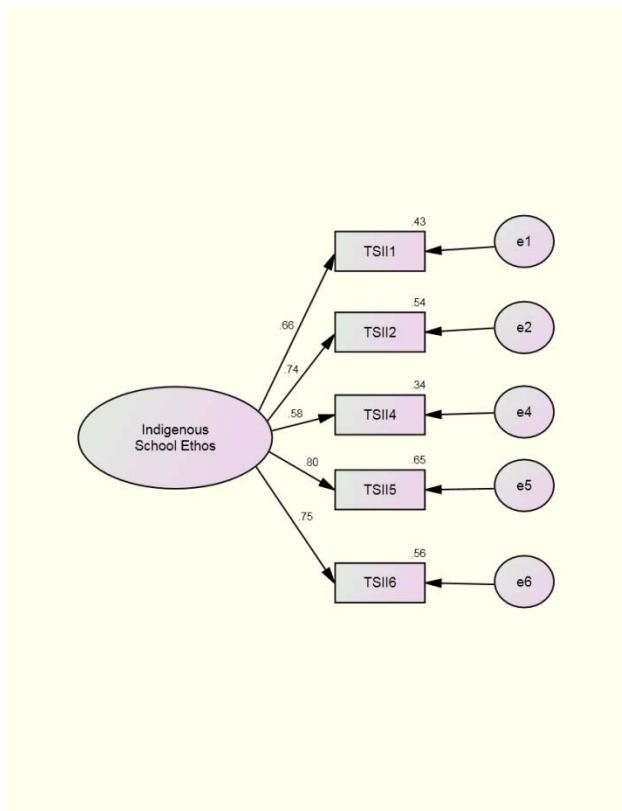 .43
TSII1
e1
.66
.54
TSII2
e2
.74
.34
TSII4
e4
.58
Indigenous
School Ethos
.80
.65
TSII5
e5
.75
.56
TSII6
e6